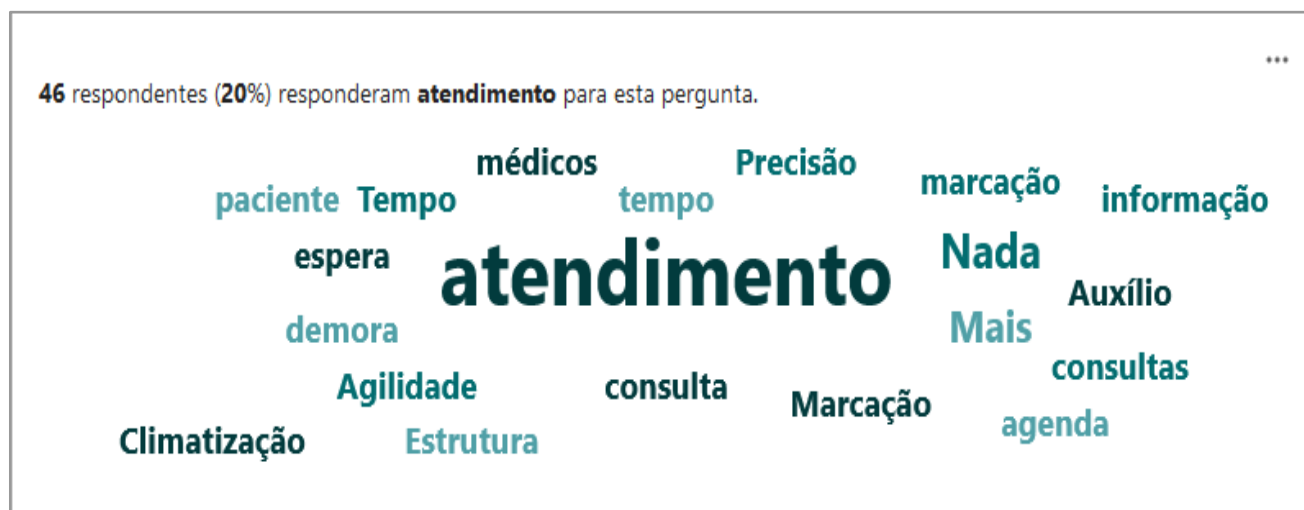 ...
46 respondentes (20%) responderam atendimento para esta pergunta.
médicos
Precisão
marcação
informação
paciente
Tempo
tempo
espera
atendimento
Nada
Auxílio
demora
Mais
consultas
Agilidade
consulta
Marcação
agenda
Climatização
Estrutura